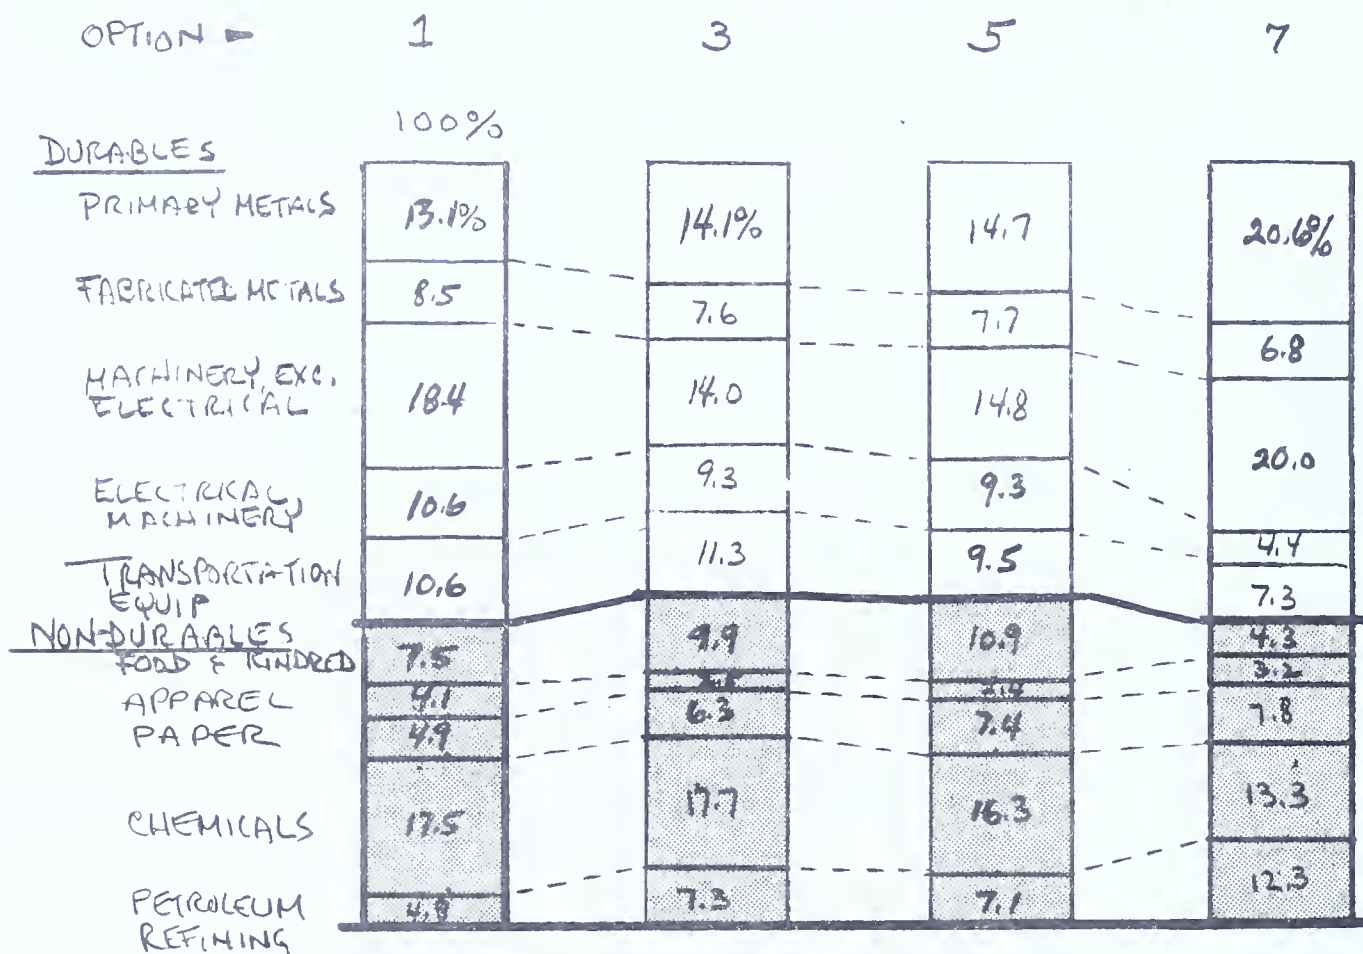 OPTION 1 3 5 7
100%
DURABLES
PRIMARY METALS 13.1% 14.1% 14.7 20.6%
FABRICATED METALS 8.5 7.6 7.7 6.8
MACHINERY, EXC.
ELECTRICAL 18.4 14.0 14.8 20.0
ELECTRICAL
MACHINERY 10.6 9.3 9.3 4.4
TRANSPORTATION
EQUIP 10.6 11.3 9.5 7.3
NON-DURABLES
FOOD & KINDRED 7.5 9.9 10.9 4.3
APPAREL 4.1 2.4 3.2
PAPER 4.9 6.3 7.4 7.8
CHEMICALS 17.5 17.7 16.3 13.3
PETROLEUM
REFINING 7.3 7.1 12.3